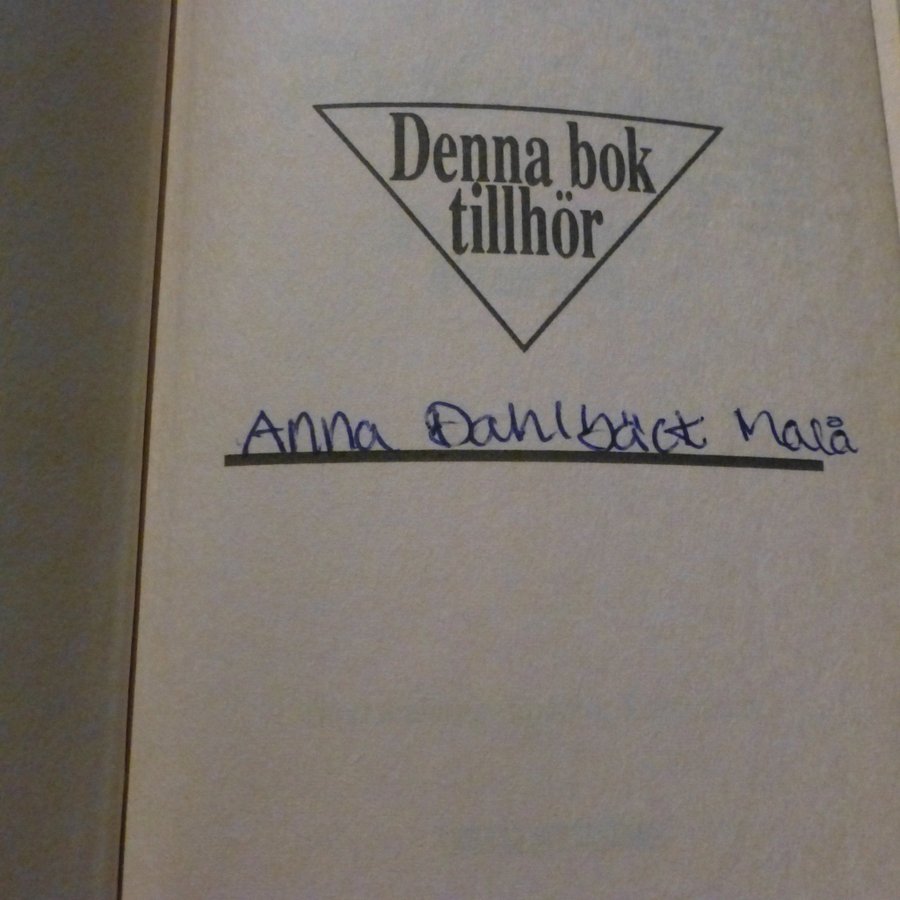 Denna bok
tillhör
Anna Dahlbäck Malå